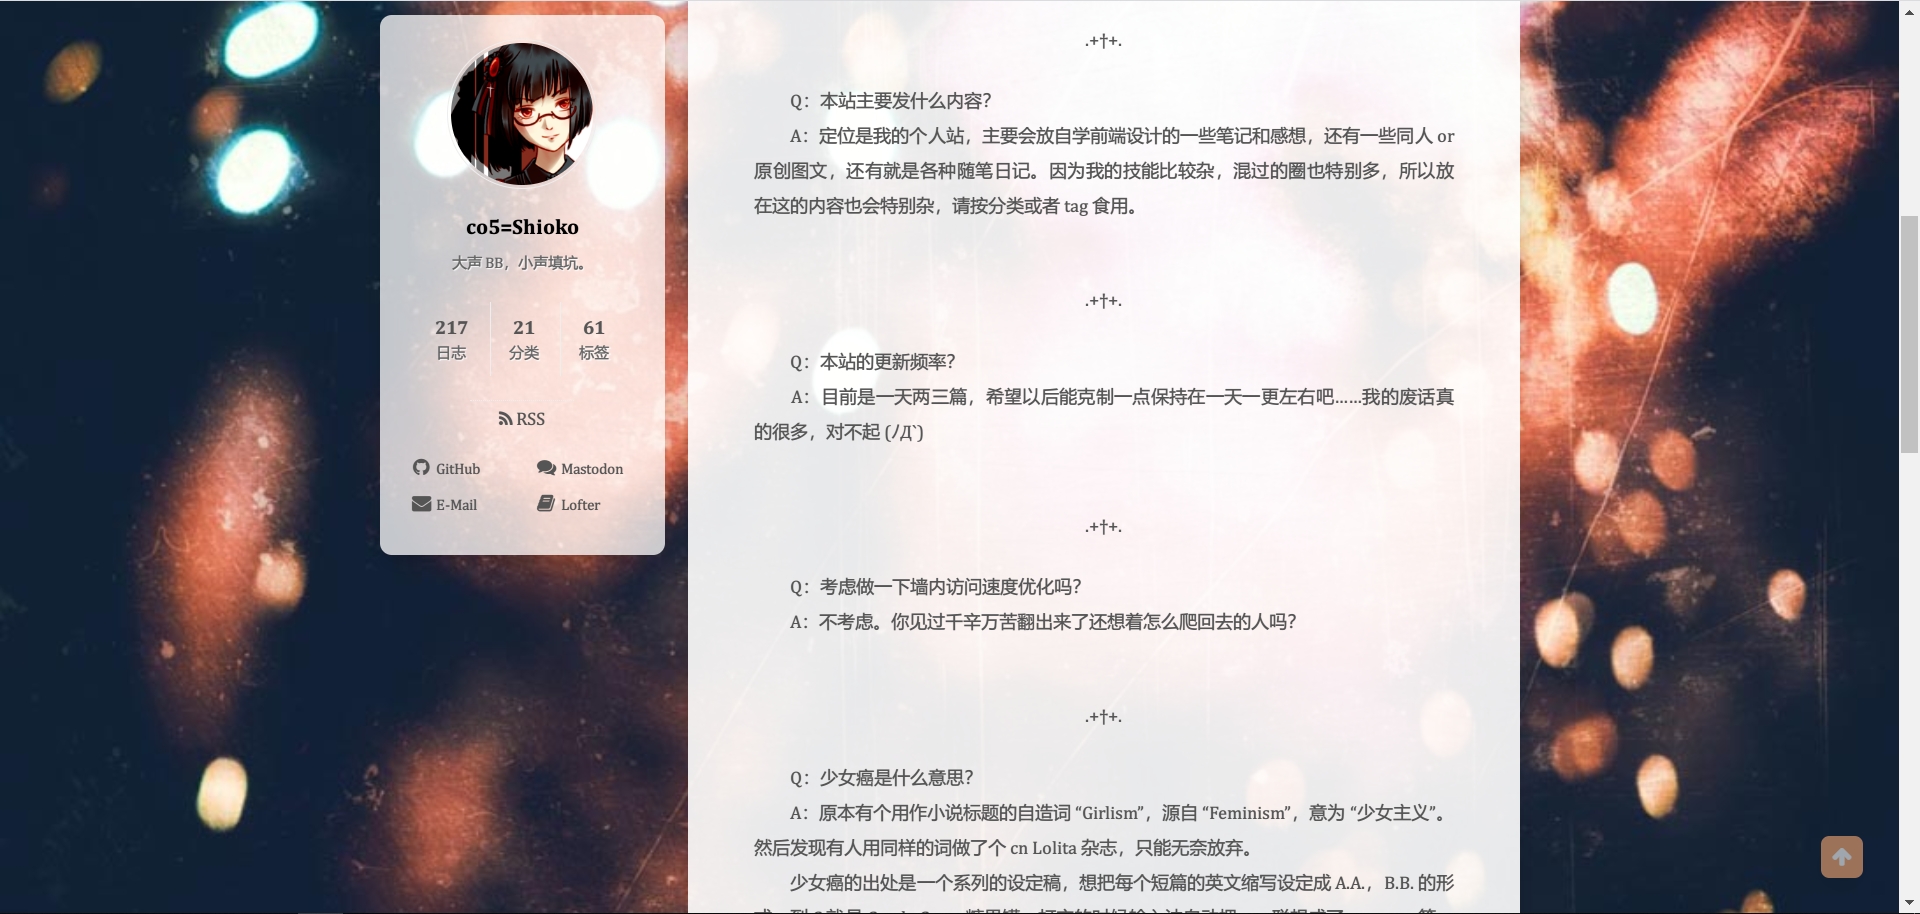 co5=Shioko
大声 BB，小声填坑。
217
21
61
日志
分类
标签
RSS
GitHub
Mastodon
E-Mail
Lofter
.+†+.
Q：本站主要发什么内容？
A：定位是我的个人站，主要会放自学前端设计的一些笔记和感想，还有一些同人 or
原创图文，还有就是各种随笔日记。因为我的技能比较杂，混过的圈也特别多，所以放
在这的内容也会特别杂，请按分类或者 tag 食用。
.+†+.
Q：本站的更新频率？
A：目前是一天两三篇，希望以后能克制一点保持在一天一更左右吧……我的废话真
的很多，对不起 (ﾉД`)
.+†+.
Q：考虑做一下墙内访问速度优化吗？
A：不考虑。你见过千辛万苦翻出来了还想着怎么爬回去的人吗？
.+†+.
Q：少女癌是什么意思？
A：原本有个用作小说标题的自造词 “Girlism”，源自 “Feminism”，意为 “少女主义”。
然后发现有人用同样的词做了个 cn Lolita 杂志，只能无奈放弃。
少女癌的出处是一个系列的设定稿，想把每个短篇的英文缩写设定成 A.A.，B.B. 的形